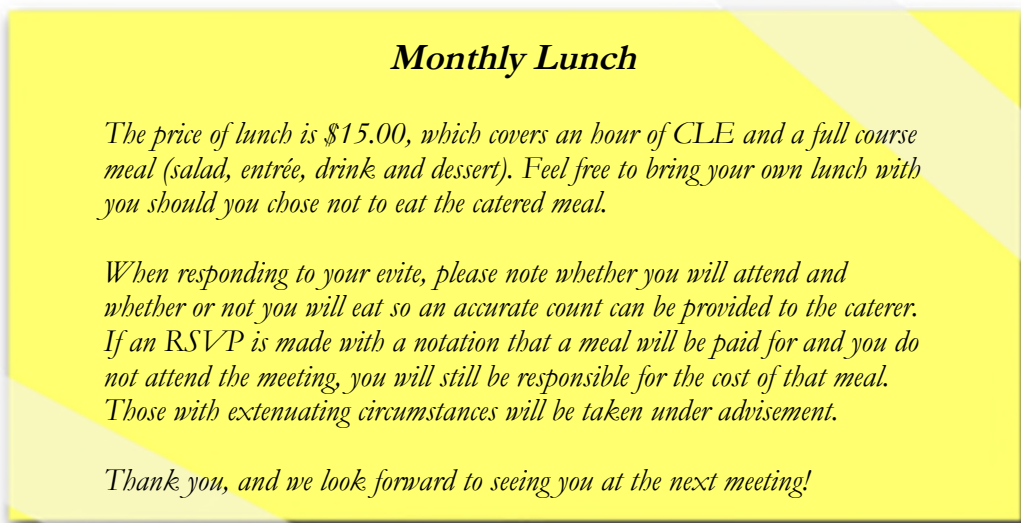 Monthly Lunch
The price of lunch is $15.00, which covers an hour of CLE and a full course
meal (salad, entrée, drink and dessert). Feel free to bring your own lunch with
you should you chose not to eat the catered meal.
When responding to your evite, please note whether you will attend and
whether or not you will eat so an accurate count can be provided to the caterer.
If an RSVP is made with a notation that a meal will be paid for and you do
not attend the meeting, you will still be responsible for the cost of that meal.
Those with extenuating circumstances will be taken under advisement.
Thank you, and we look forward to seeing you at the next meeting!